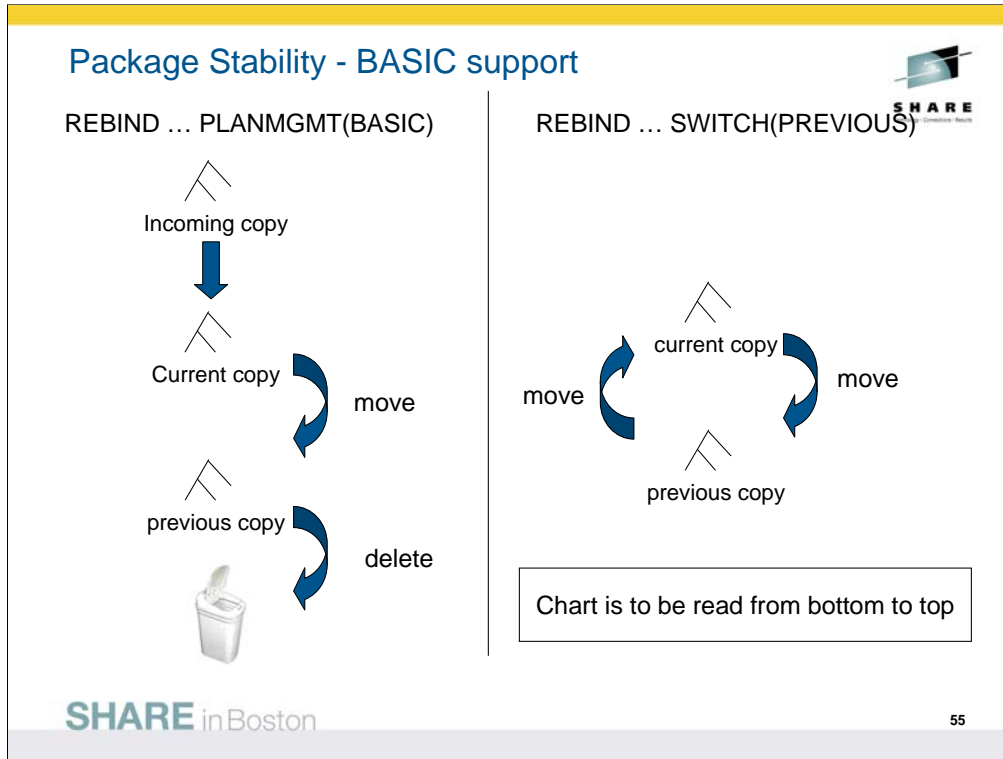 Package Stability - BASIC support
SHARE
REBIND … PLANMGMT(BASIC)
Incoming copy
Current copy
move
previous copy
delete
REBIND … SWITCH(PREVIOUS)
current copy
move
move
previous copy
Chart is to be read from bottom to top
SHARE in Boston
55